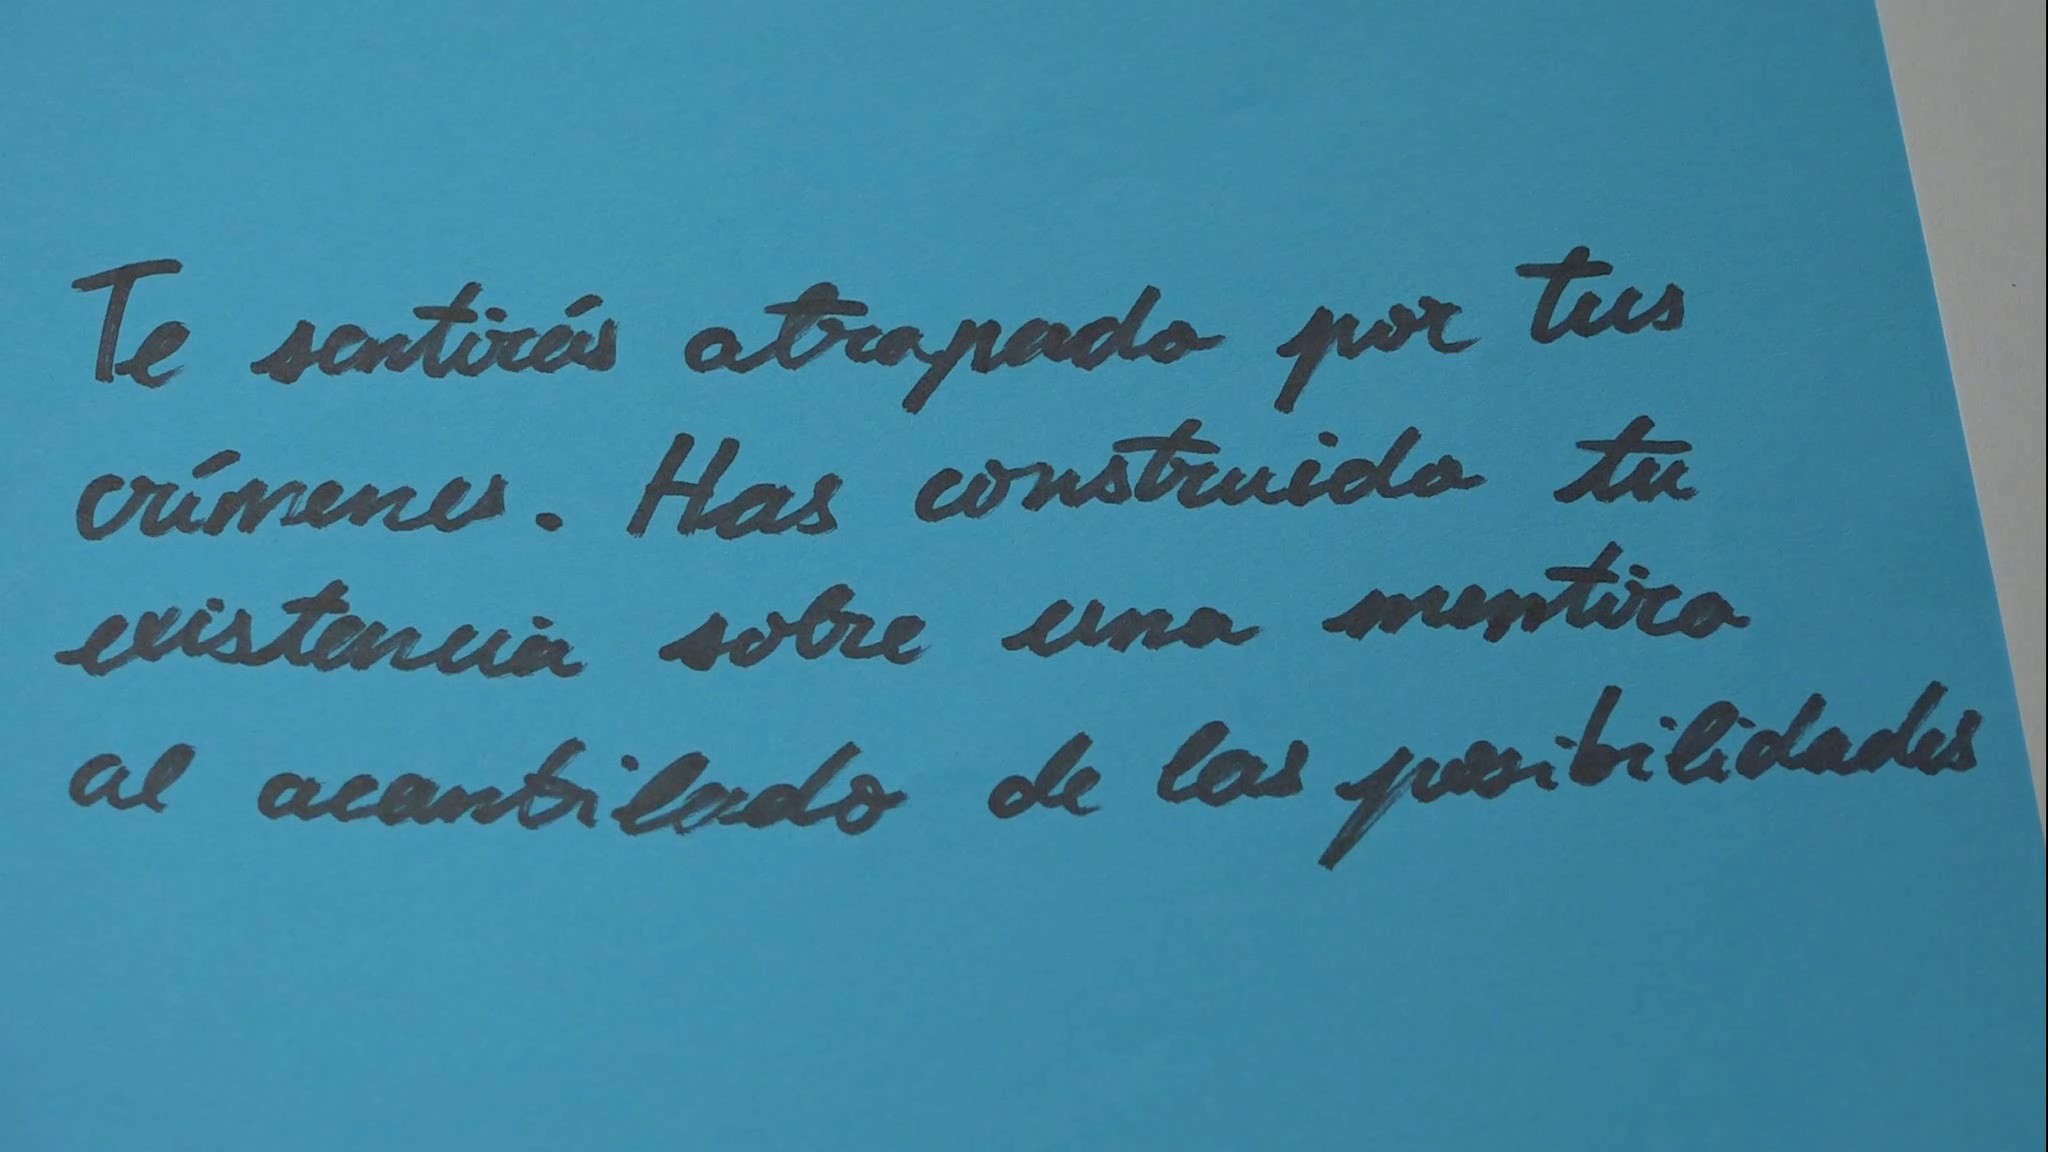 Te sentirás atrapado por tus
crímenes. Has construido tu
existencia sobre una mentira
al acantilado de las posibilidades